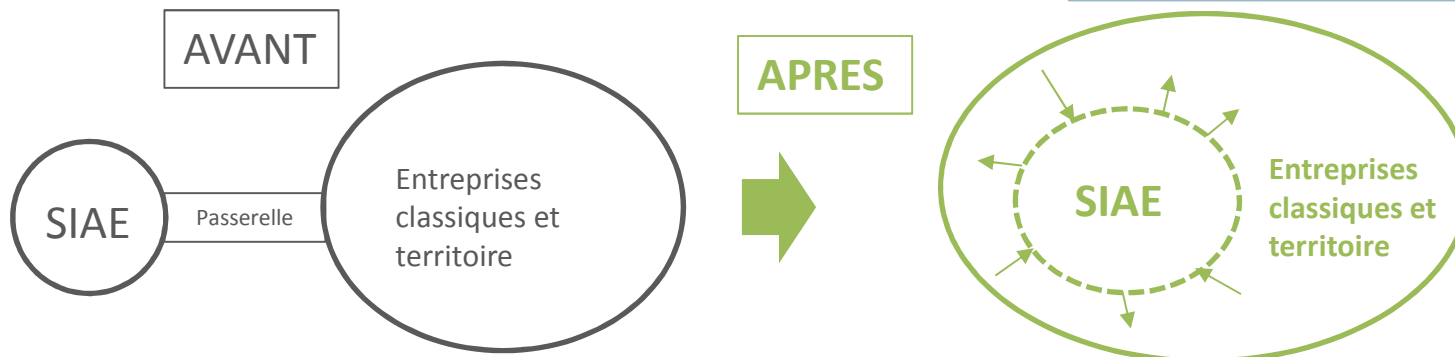 AVANT
SIAE
Passerelle
Entreprises
classiques et
territoire
APRES
SIAE
Entreprises
classiques et
territoire